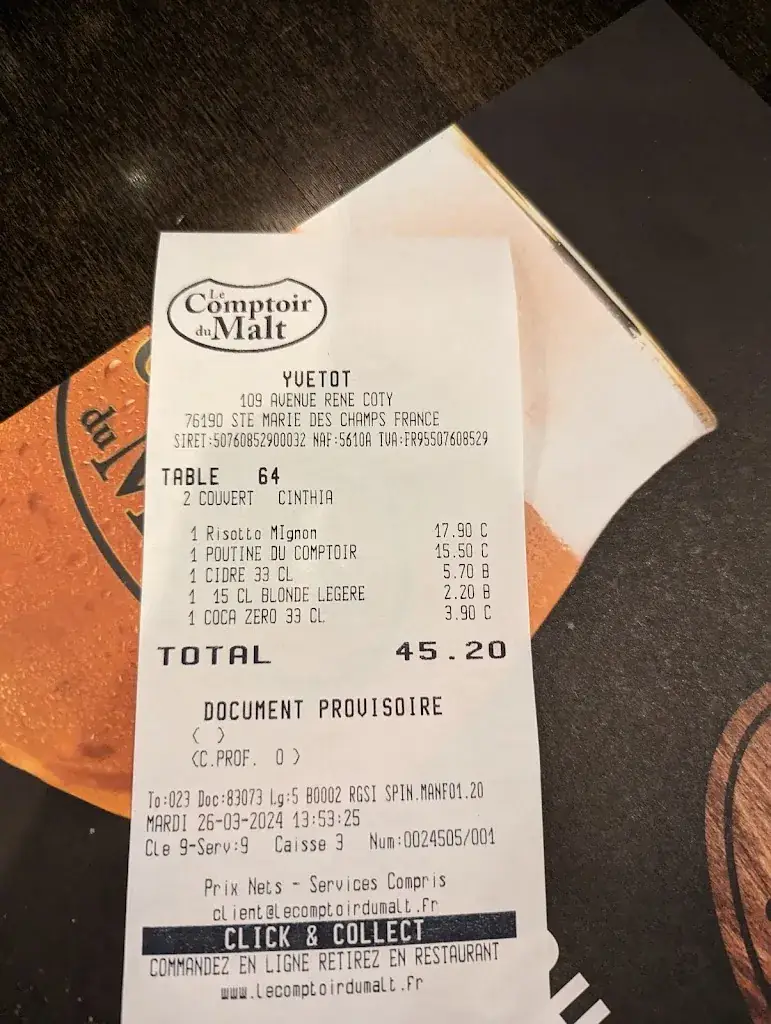 Le
Comptoir
du Malt
YVETOT
109 AVENUE RENE COTY
76190 STE MARIE DES CHAMPS FRANCE
SIRET:50760852900032 NAF:5610A TVA:FR95507608529
TABLE 64
2 COUVERT CINTHIA
1 Risotto MIgnon 17.90 C
1 POUTINE DU COMPTOIR 15.50 C
1 CIDRE 33 CL 5.70 B
1 15 CL BLONDE LEGERE 2.20 B
1 COCA ZERO 33 CL 3.90 C
TOTAL 45.20
DOCUMENT PROVISOIRE
( )
(C.PROF. 0 )
To:023 Doc:83073 Lg:5 B0002 RGSI SPIN.MANF01.20
MARDI 26-03-2024 13:53:25
Cle 9-Serv:9 Caisse 3 Num:0024505/001
Prix Nets - Services Compris
client@lecomptoirdumalt.fr
CLICK & COLLECT
COMMANDEZ EN LIGNE RETIREZ EN RESTAURANT
www.lecomptoirdumalt.fr
du